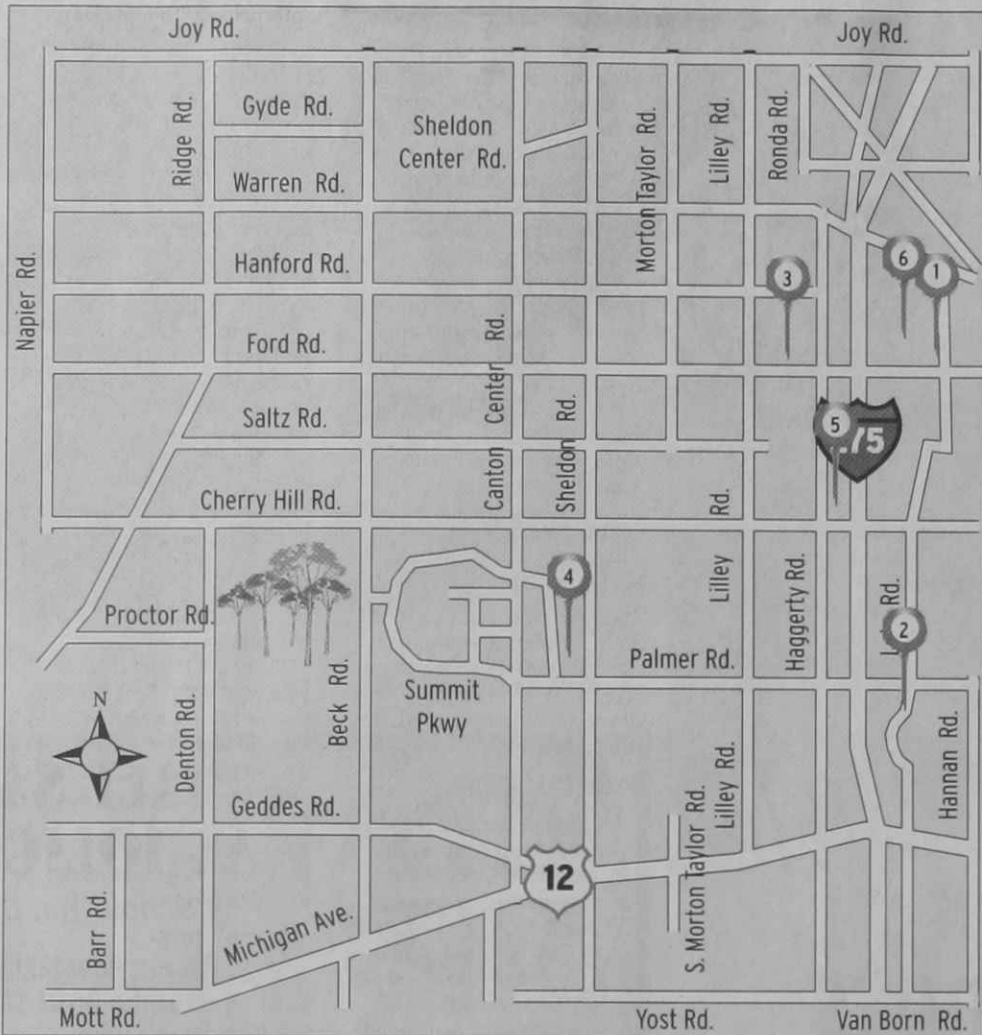 Joy Rd.
Joy Rd.
Ridge Rd.
Gyde Rd.
Sheldon
Center Rd.
Morton Taylor Rd.
Lilley Rd.
Ronda Rd.
Warren Rd.
Napier Rd.
Hanford Rd.
3
6
1
Ford Rd.
Canton Center Rd.
Sheldon Rd.
Saltz Rd.
5
75
Cherry Hill Rd.
Lilley Rd.
Haggerty Rd.
4
Rd.
2
Proctor Rd.
Palmer Rd.
Summit
Pkwy
N
Denton Rd.
Beck Rd.
Hannan Rd.
Geddes Rd.
Lilley Rd.
S. Morton Taylor Rd.
12
Barr Rd.
Michigan Ave.
Mott Rd.
Yost Rd.
Van Born Rd.